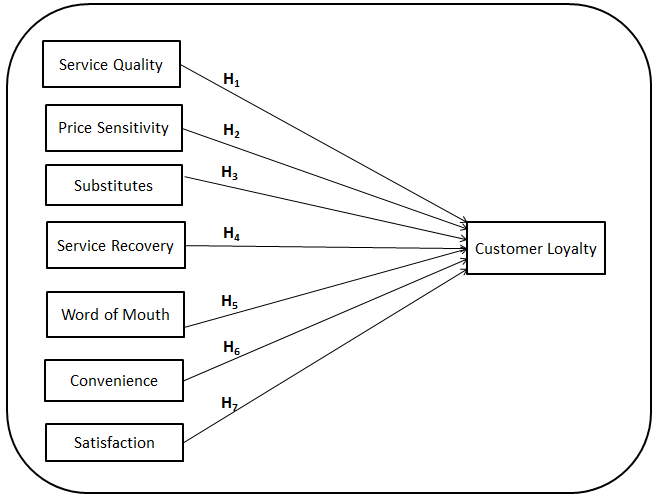 Service Quality
H1
Price Sensitivity
H2
Substitutes
H3
Service Recovery
H4
Customer Loyalty
Word of Mouth
H5
Convenience
H6
Satisfaction
H7